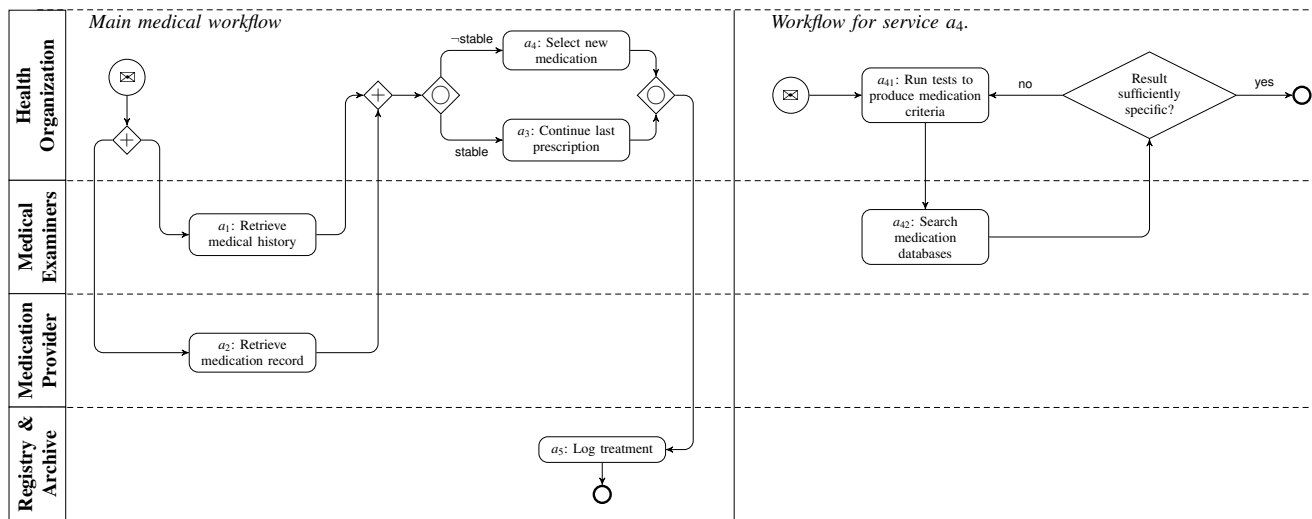 Main medical workflow
Workflow for service a4.
Health
Organization
¬stable
a4: Select new
medication
stable
a3: Continue last
prescription
a41: Run tests to
produce medication
criteria
no
Result
sufficiently
specific?
yes
Medical
Examiners
a1: Retrieve
medical history
a42: Search
medication
databases
Medication
Provider
a2: Retrieve
medication record
Registry &
Archive
a5: Log treatment